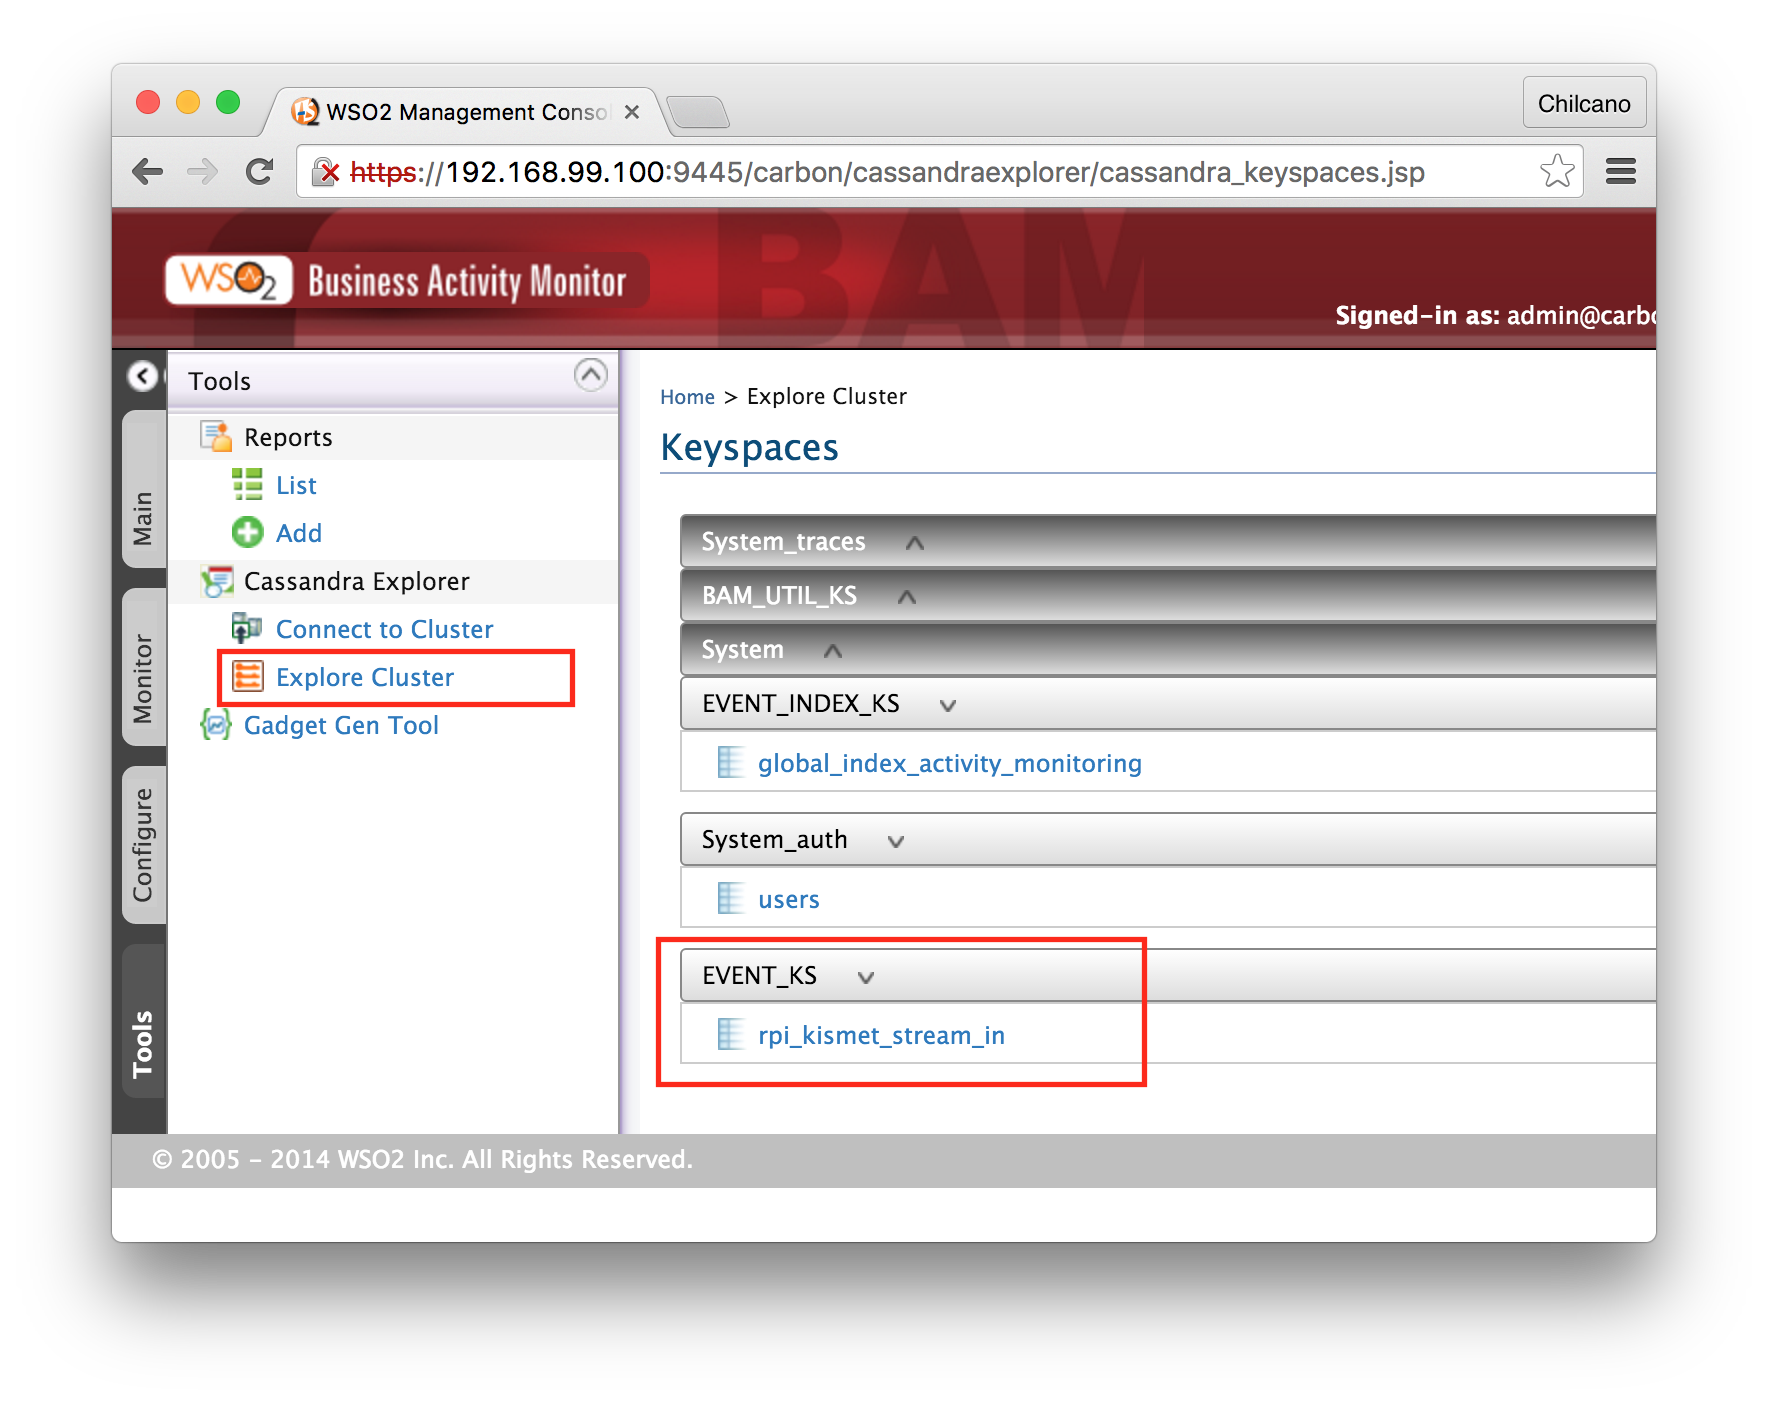 WSO2 Management Consol
Chilcano
https://192.168.99.100:9445/carbon/cassandraexplorer/cassandra_keyspaces.jsp
BAM
WSO2 Business Activity Monitor
Signed-in as: admin@carbo
Main
Monitor
Configure
Tools
Tools
Reports
List
Add
Cassandra Explorer
Connect to Cluster
Explore Cluster
Gadget Gen Tool
Home > Explore Cluster
Keyspaces
System_traces
BAM_UTIL_KS
System
EVENT_INDEX_KS
global_index_activity_monitoring
System_auth
users
EVENT_KS
rpi_kismet_stream_in
© 2005 - 2014 WSO2 Inc. All Rights Reserved.